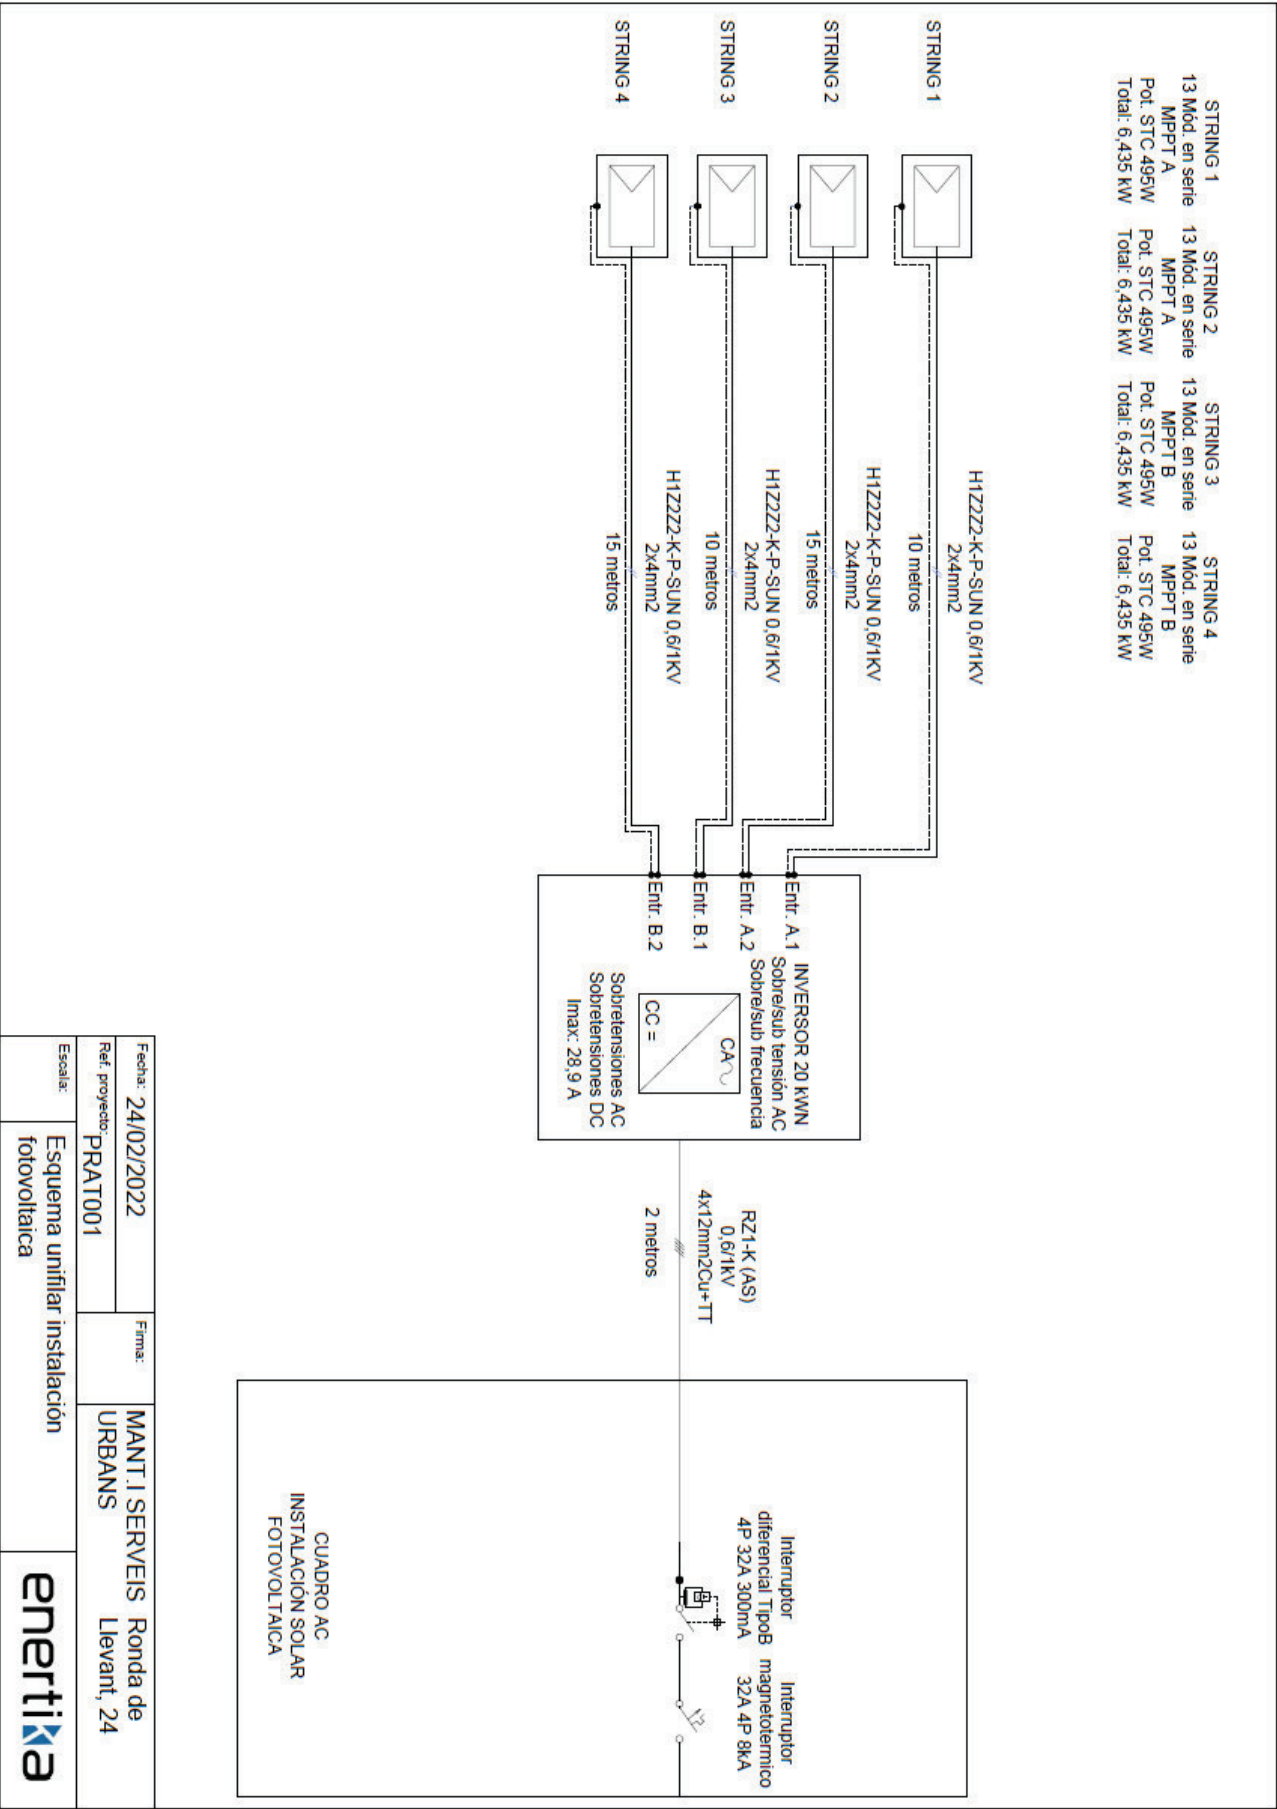 STRING 1
13 Mód. en serie
MPPT A
Pot. STC 495W
Total: 6,435 kW
STRING 2
13 Mód. en serie
MPPT A
Pot. STC 495W
Total: 6,435 kW
STRING 3
13 Mód. en serie
MPPT B
Pot. STC 495W
Total: 6,435 kW
STRING 4
13 Mód. en serie
MPPT B
Pot. STC 495W
Total: 6,435 kW
STRING 1
H1Z2Z2-K-P-SUN 0,6/1KV
2x4mm2
10 metros
STRING 2
H1Z2Z2-K-P-SUN 0,6/1KV
2x4mm2
15 metros
STRING 3
H1Z2Z2-K-P-SUN 0,6/1KV
2x4mm2
10 metros
STRING 4
H1Z2Z2-K-P-SUN 0,6/1KV
2x4mm2
15 metros
Entr. A.1
Entr. A.2
Entr. B.1
Entr. B.2
INVERSOR 20 kWN
Sobre/sub tensión AC
Sobre/sub frecuencia
CA
CC =
Sobretensiones AC
Sobretensiones DC
Imax: 28,9 A
RZ1-K (AS)
0,6/1kV
4x12mm2Cu+TT
2 metros
Interruptor
diferencial TipoB
4P 32A 300mA
Interruptor
magnetotermico
32A 4P 8kA
CUADRO AC
INSTALACIÓN SOLAR
FOTOVOLTAICA
Fecha: 24/02/2022
Firma:
MANT.I SERVEIS
URBANS
Ronda de
Llevant, 24
Ref. proyecto: PRAT001
Escala:
Esquema unifilar instalación
fotovoltaica
enertika